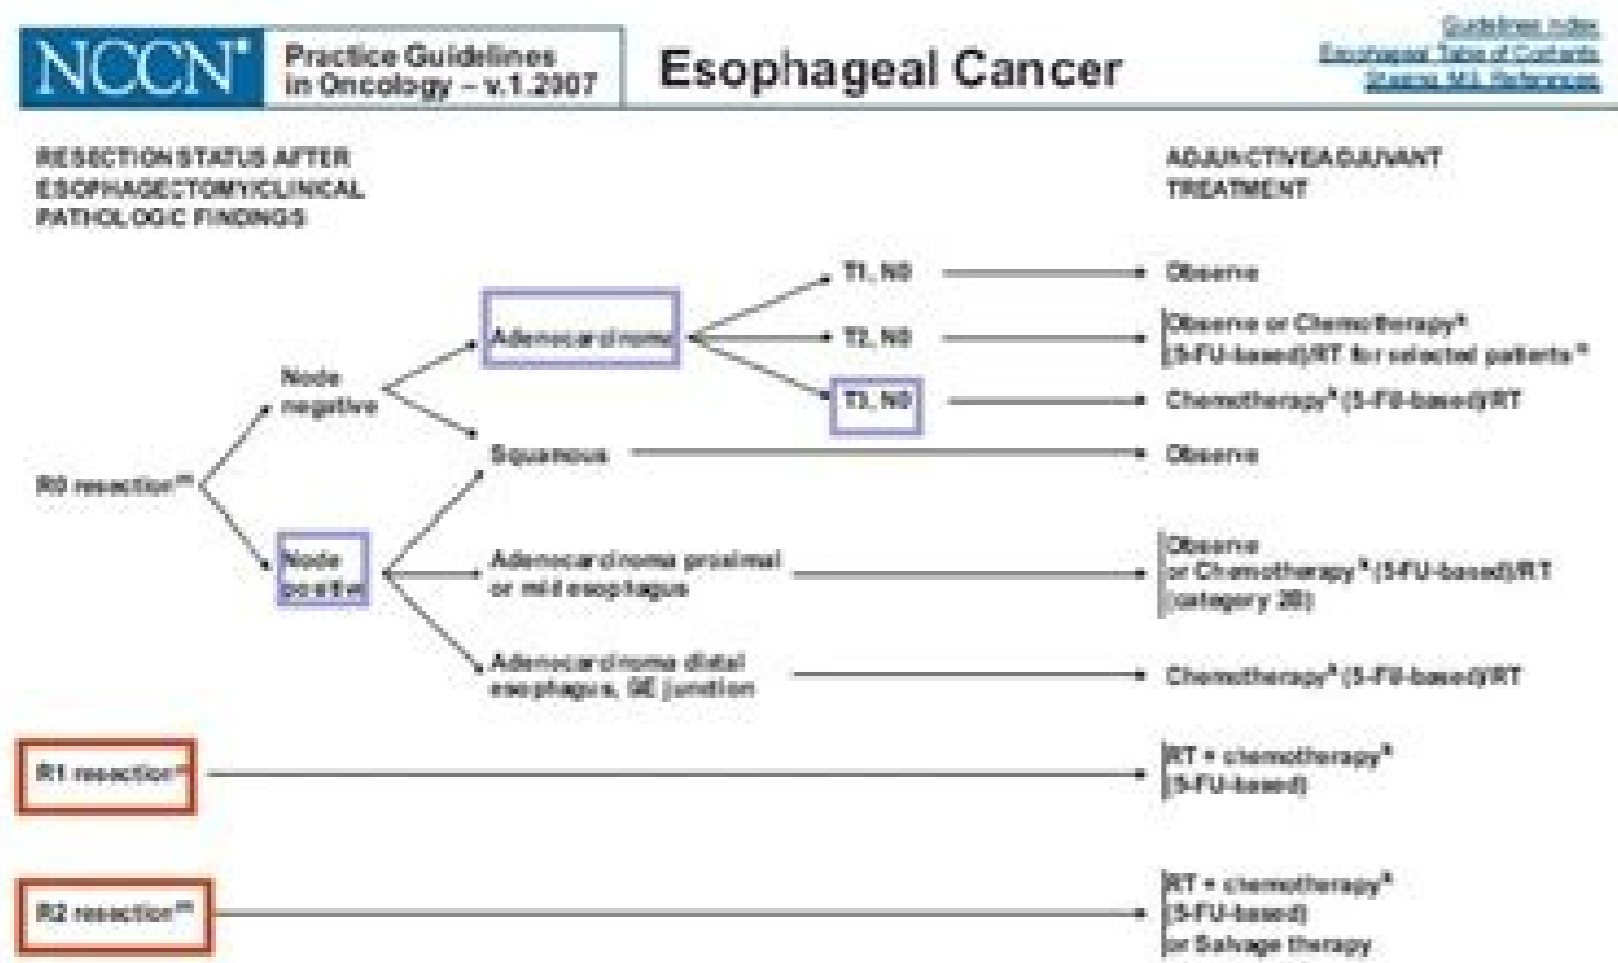 NCCN®
Practice Guidelines
in Oncology – v.1.2007
Esophageal Cancer
Guidelines Index
Esophageal Table of Contents
Staging, MS, References
RESECTION STATUS AFTER
ESOPHAGECTOMY/CLINICAL
PATHOLOGIC FINDINGS
ADJUNCTIVE/ADJUVANT
TREATMENT
T1, N0
Observe
Adenocarcinoma
T2, N0
Observe or Chemotherapy
(5-FU-based)/RT for selected patients
Node
negative
T3, N0
Chemotherapy (5-FU-based)/RT
Squamous
Observe
R0 resection
Node
positive
Adenocarcinoma proximal
or mid esophagus
Observe
or Chemotherapy (5-FU-based)/RT
(category 2B)
Adenocarcinoma distal
esophagus, GE junction
Chemotherapy (5-FU-based)/RT
R1 resection
RT + chemotherapy
(5-FU-based)
R2 resection
RT + chemotherapy
(5-FU-based)
or Salvage therapy